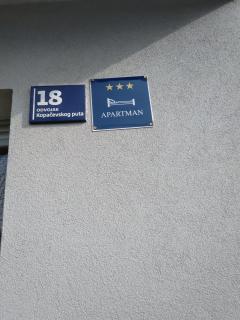 18
ODVOJAK
Kopačevskog puta
APARTMAN